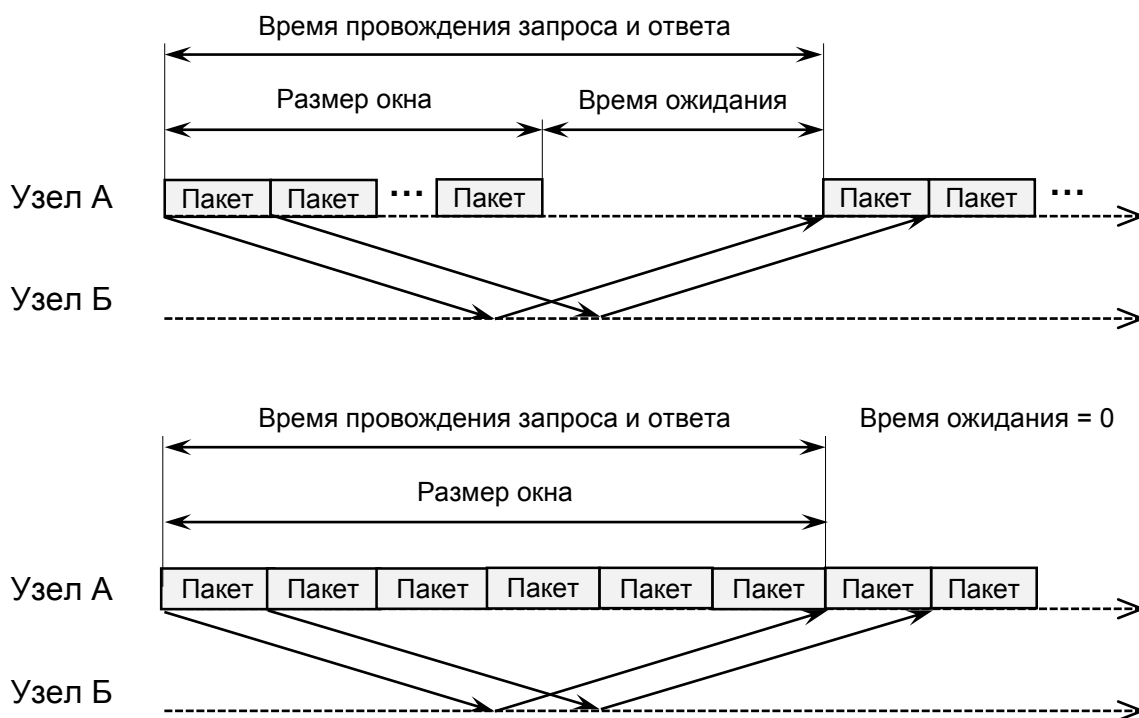 Время провождения запроса и ответа
Размер окна
Время ожидания
Узел А
Пакет
Пакет
...
Пакет
Пакет
Пакет
...
Узел Б
Время провождения запроса и ответа
Время ожидания = 0
Размер окна
Узел А
Пакет
Пакет
Пакет
Пакет
Пакет
Пакет
Пакет
Пакет
Узел Б